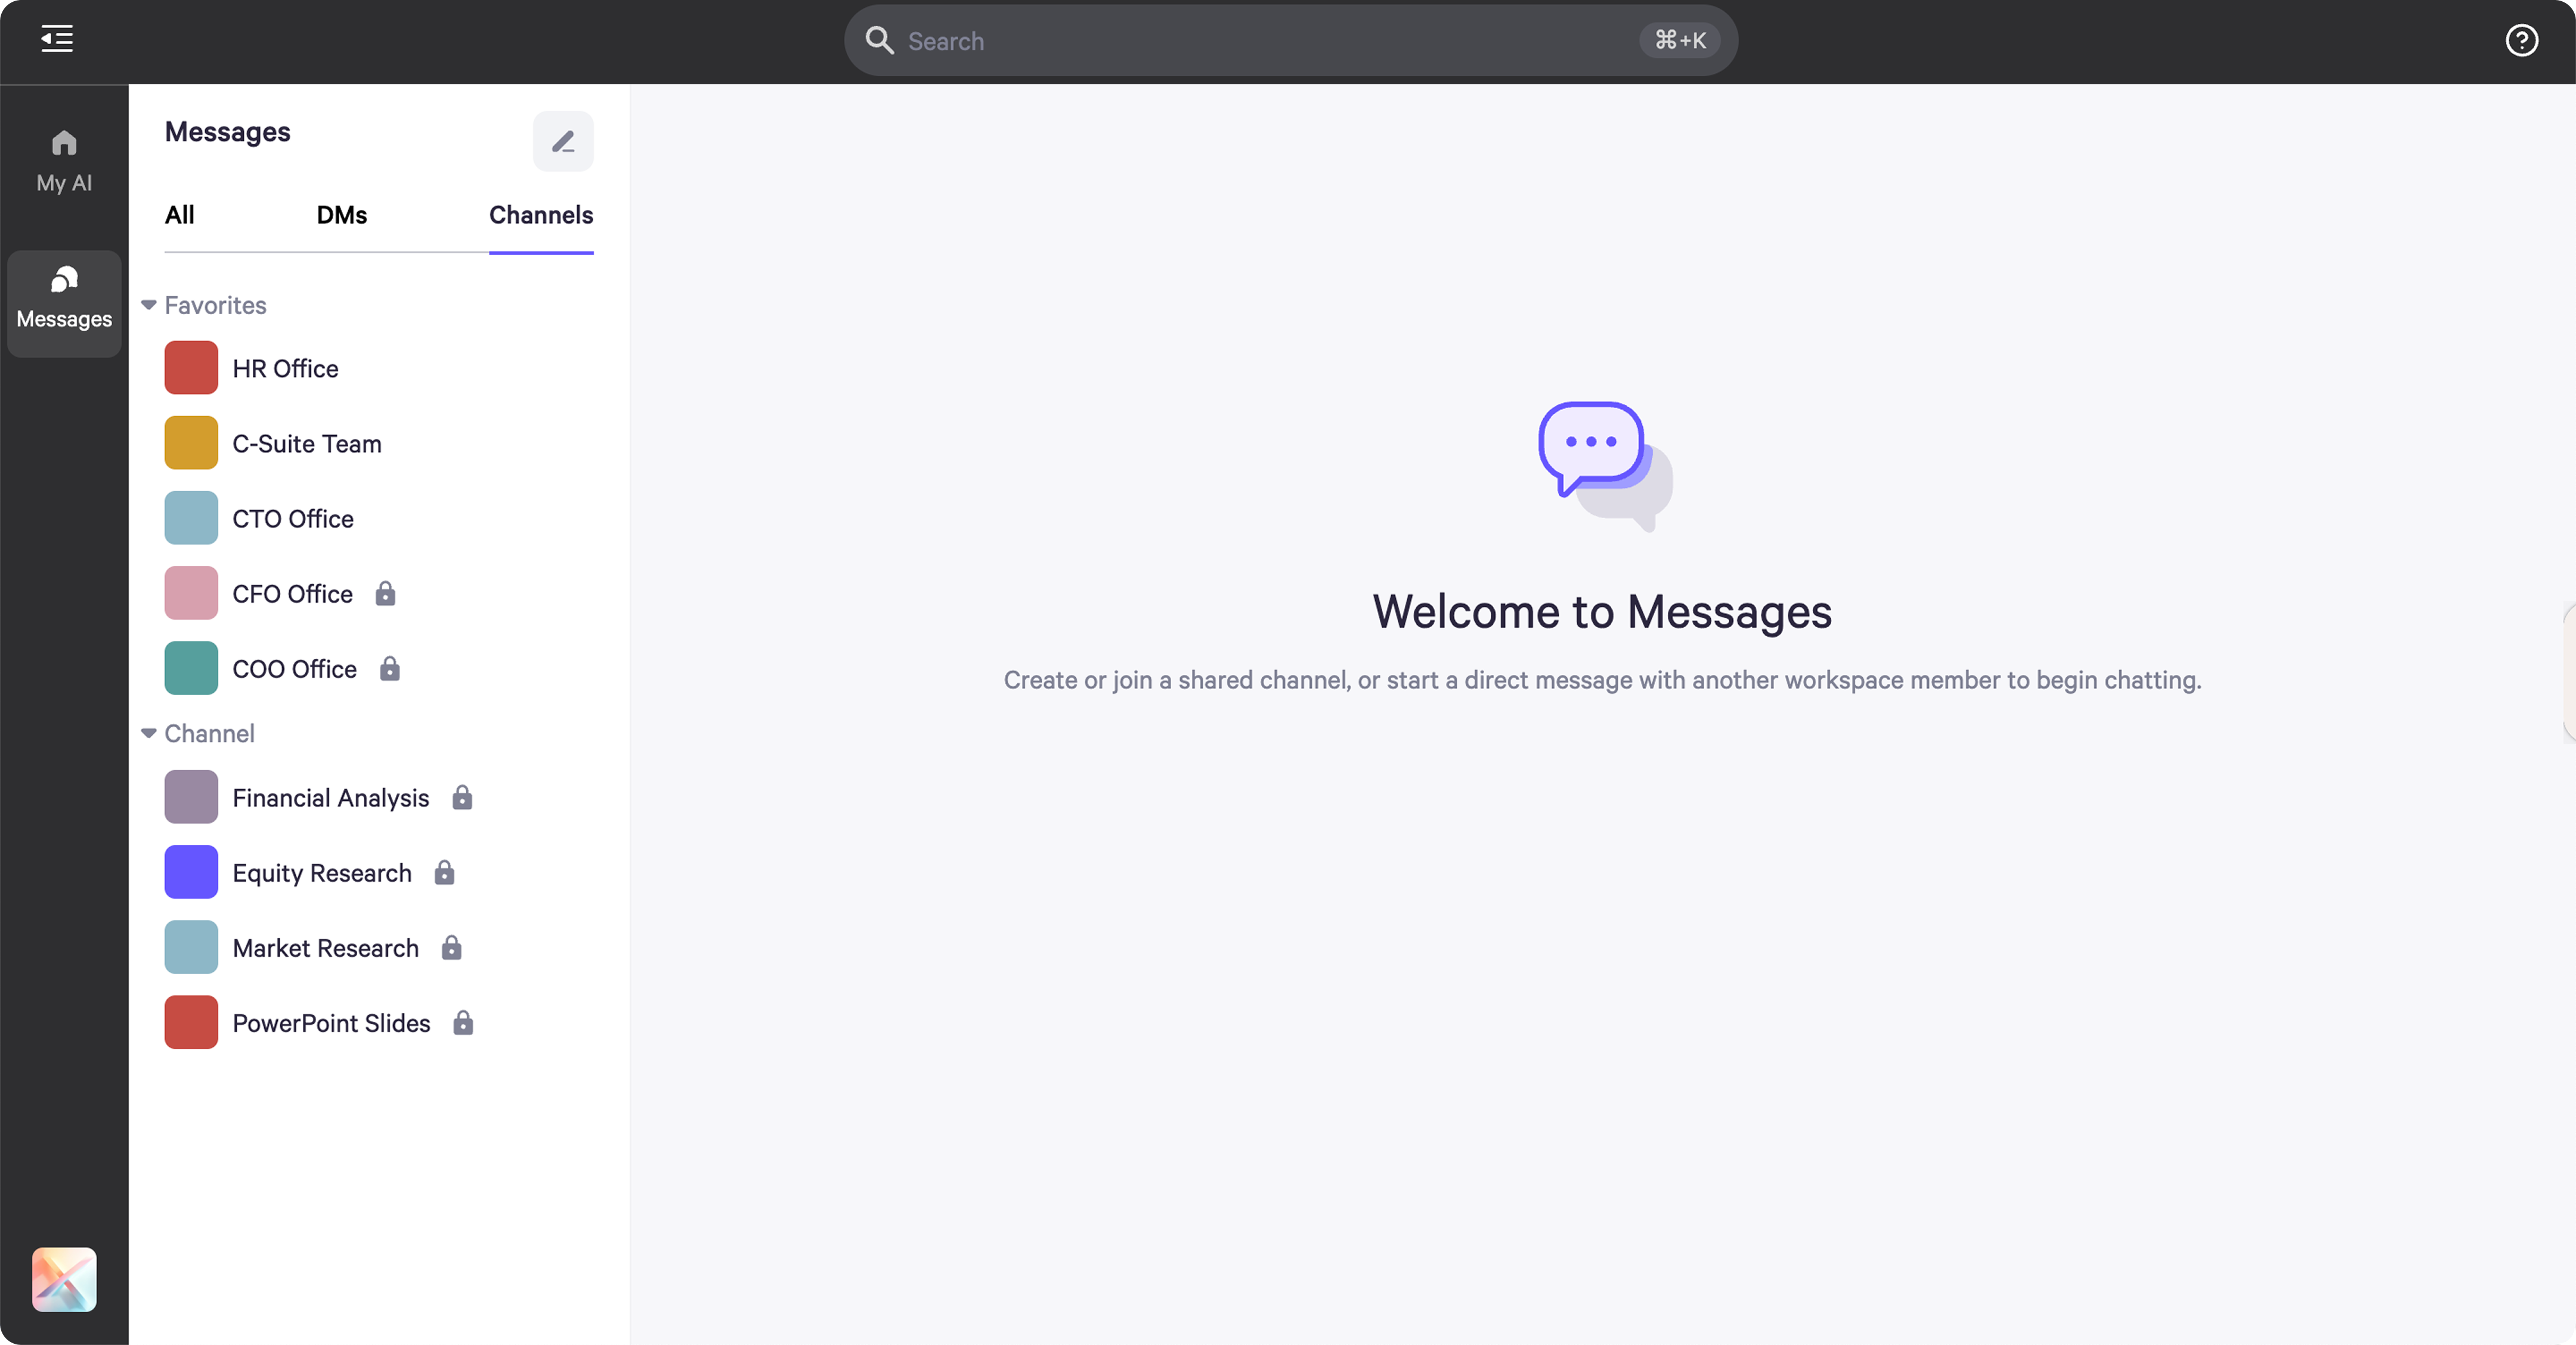 Search
⌘+K
My AI
Messages
Messages
All
DMs
Channels
Favorites
HR Office
C-Suite Team
CTO Office
CFO Office
COO Office
Channel
Financial Analysis
Equity Research
Market Research
PowerPoint Slides
Welcome to Messages
Create or join a shared channel, or start a direct message with another workspace member to begin chatting.